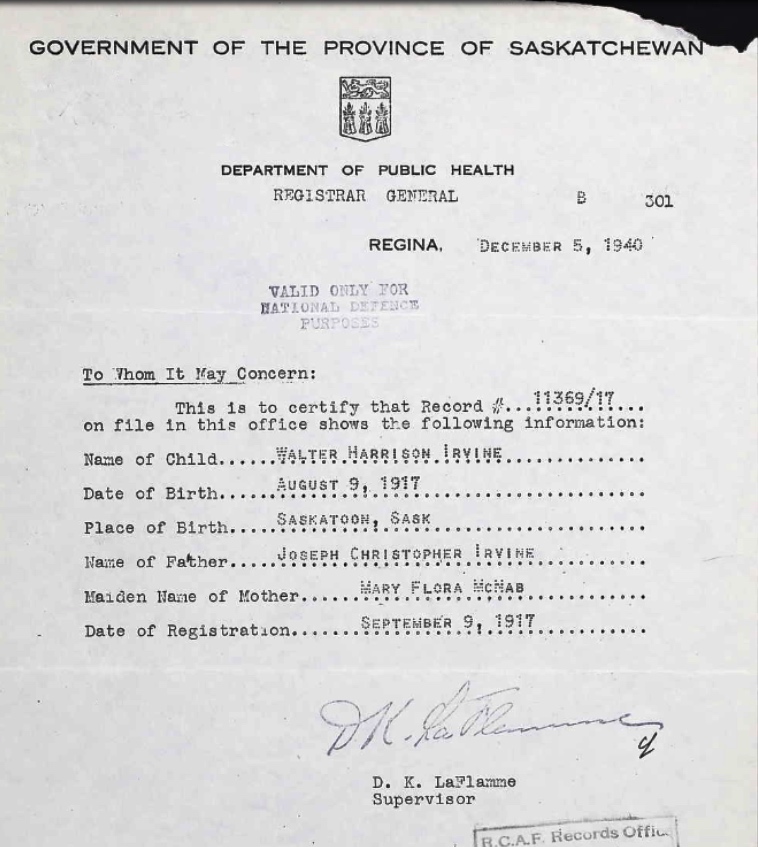 GOVERNMENT OF THE PROVINCE OF SASKATCHEWAN
DEPARTMENT OF PUBLIC HEALTH
REGISTRAR GENERAL B 301
REGINA, DECEMBER 5, 1940
VALID ONLY FOR
NATIONAL DEFENCE
PURPOSES
To Whom It May Concern:
This is to certify that Record #...11369/17...
on file in this office shows the following information:
Name of Child......WALTER HARRISON IRVINE..............
Date of Birth......AUGUST 9, 1917......................
Place of Birth.....SASKATOON, SASK.....................
Name of Father.....JOSEPH CHRISTOPHER IRVINE...........
Maiden Name of Mother......MARY FLORA MCNAB............
Date of Registration.......SEPTEMBER 9, 1917...........
D. K. LaFlamme
D. K. LaFlamme
Supervisor
R.C.A.F. Records Offic